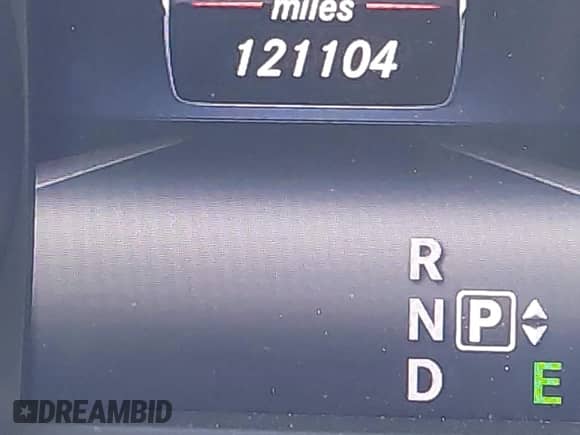 miles
121104
R
N P
D E
DREAMBID